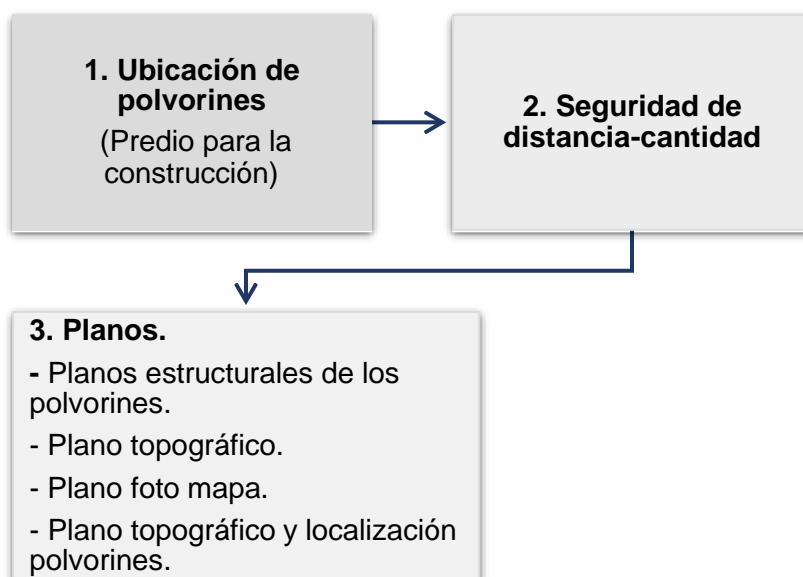 1. Ubicación de
polvorines
(Predio para la
construcción)
2. Seguridad de
distancia-cantidad
3. Planos.
- Planos estructurales de los
polvorines.
- Plano topográfico.
- Plano foto mapa.
- Plano topográfico y localización
polvorines.